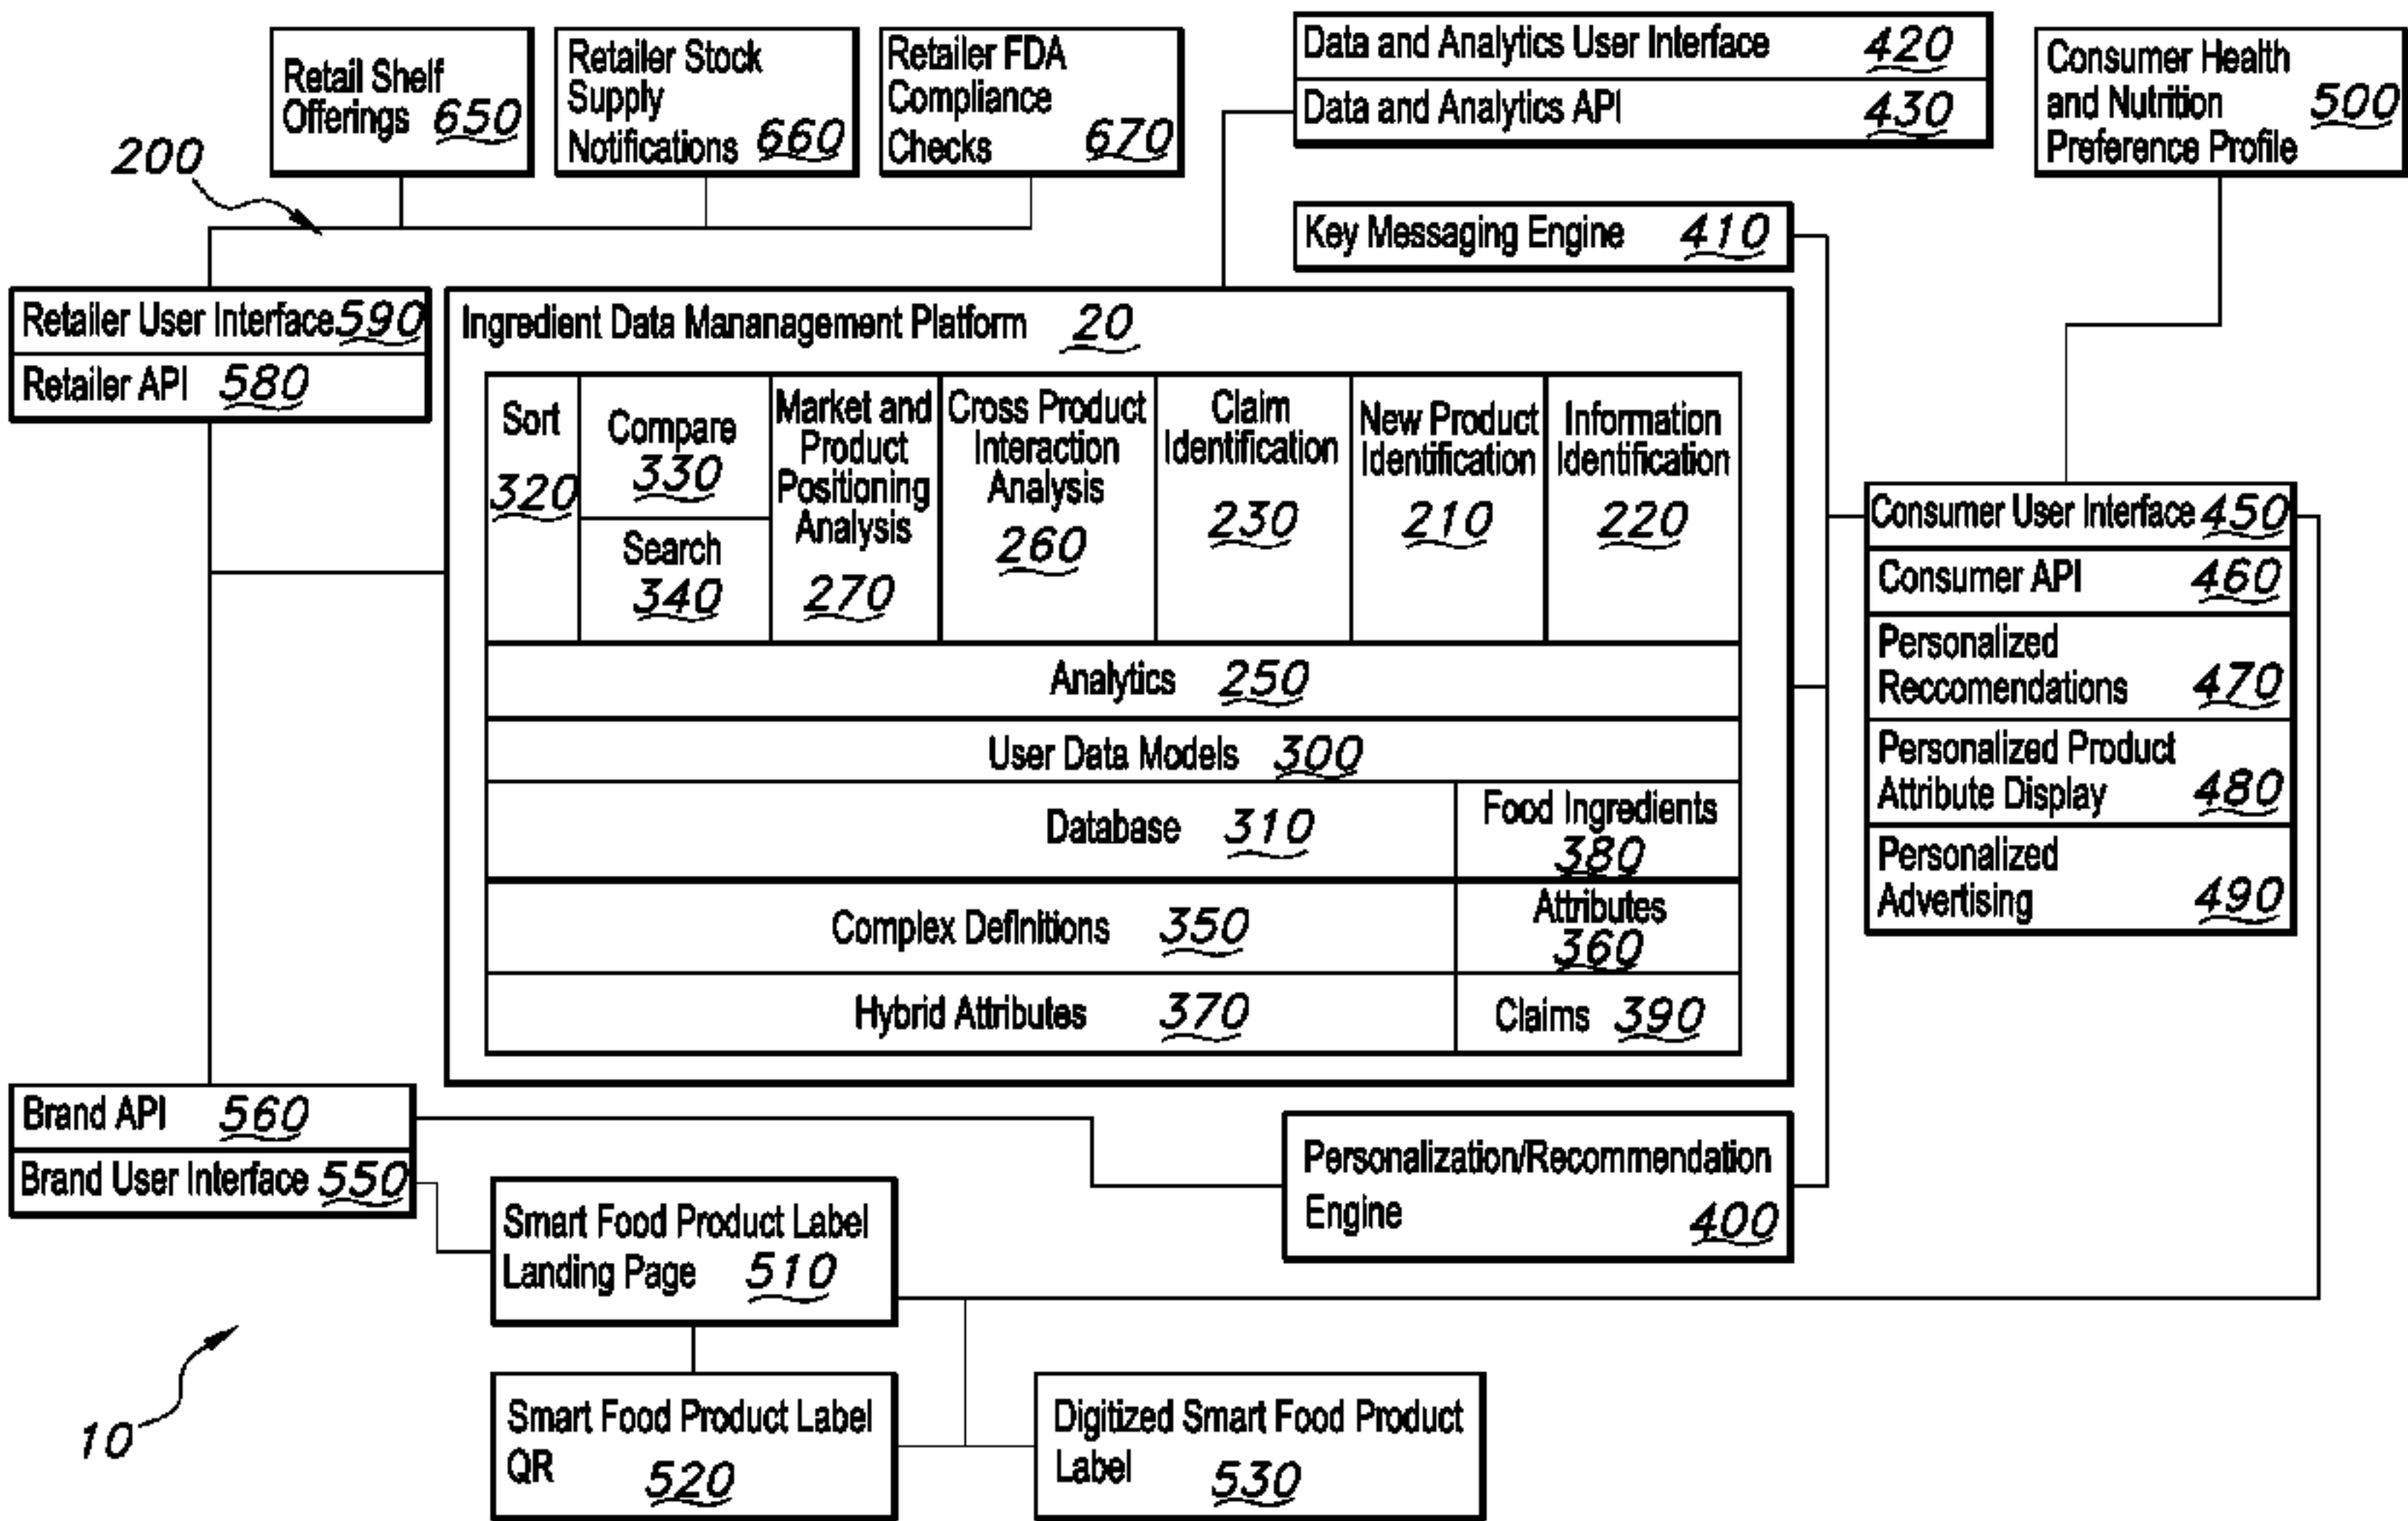 Retail Shelf
Offerings 650
Retailer Stock
Supply
Notifications 660
Retailer FDA
Compliance
Checks 670
Data and Analytics User Interface 420
Data and Analytics API 430
Consumer Health
and Nutrition 500
Preference Profile
200
Key Messaging Engine 410
Retailer User Interface 590
Retailer API 580
Ingredient Data Mananagement Platform 20
Sort
320
Compare
330
Search
340
Market and
Product
Positioning
Analysis
270
Cross Product
Interaction
Analysis
260
Claim
Identification
230
New Product
Identification
210
Information
Identification
220
Analytics 250
User Data Models 300
Database 310
Food Ingredients
380
Complex Definitions 350
Attributes
360
Hybrid Attributes 370
Claims 390
Consumer User Interface 450
Consumer API 460
Personalized
Reccomendations 470
Personalized Product
Attribute Display 480
Personalized
Advertising 490
Brand API 560
Brand User Interface 550
Personalization/Recommendation
Engine 400
Smart Food Product Label
Landing Page 510
10
Smart Food Product Label
QR 520
Digitized Smart Food Product
Label 530